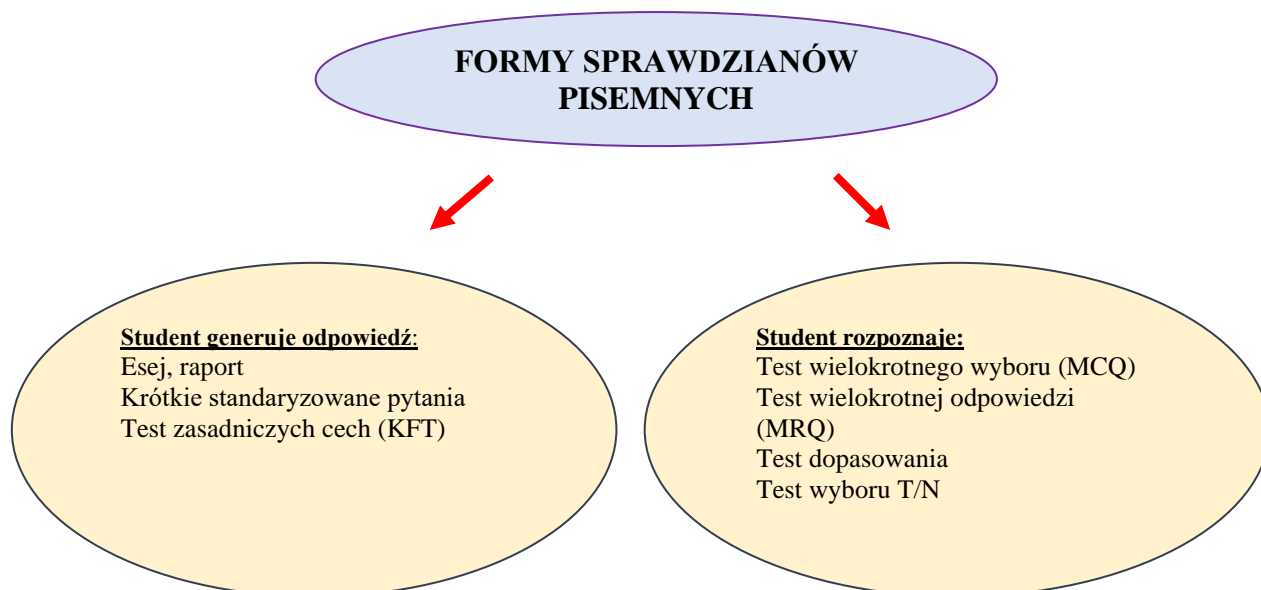 FORMY SPRAWDZIANÓW
PISEMNYCH
Student generuje odpowiedź:
Esej, raport
Krótkie standaryzowane pytania
Test zasadniczych cech (KFT)
Student rozpoznaje:
Test wielokrotnego wyboru (MCQ)
Test wielokrotnej odpowiedzi
(MRQ)
Test dopasowania
Test wyboru T/N